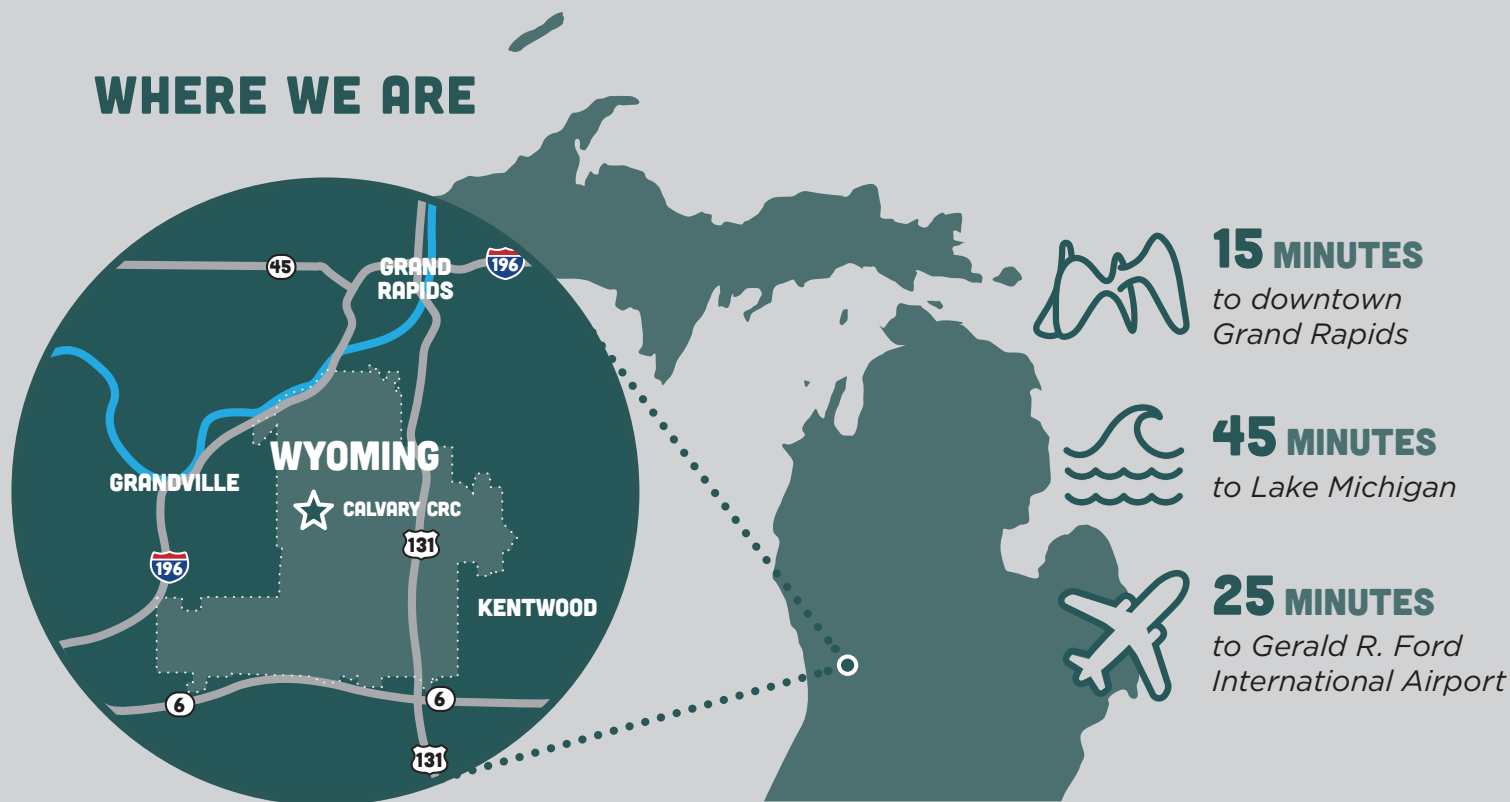 WHERE WE ARE
45
GRAND
RAPIDS
196
WYOMING
GRANDVILLE
CALVARY CRC
131
196
KENTWOOD
6
6
131
15 MINUTES
to downtown
Grand Rapids
45 MINUTES
to Lake Michigan
25 MINUTES
to Gerald R. Ford
International Airport